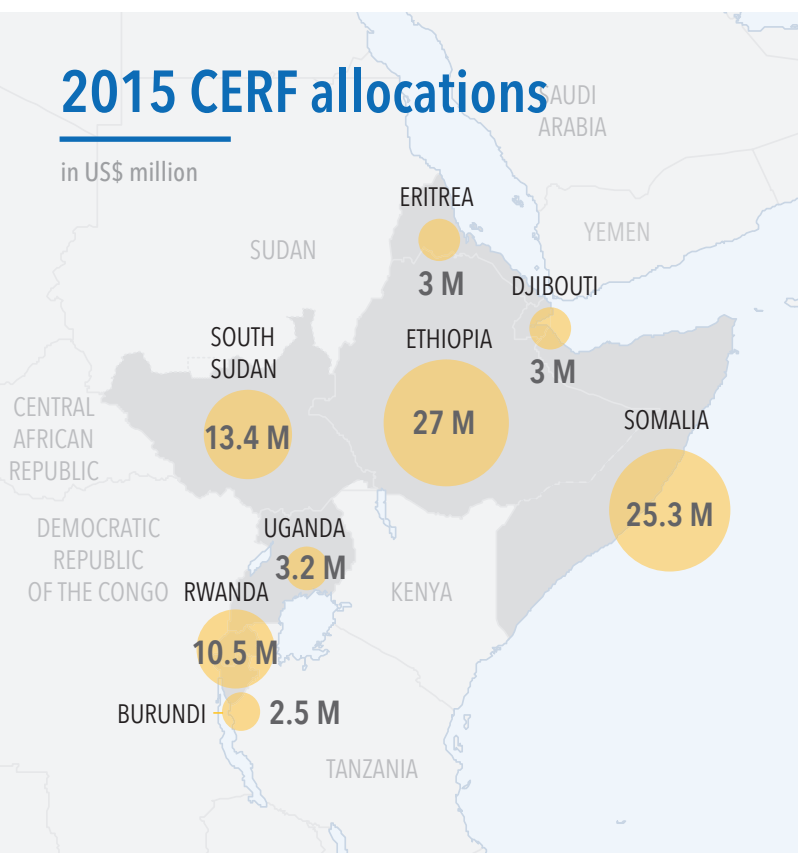 2015 CERF allocations
in US$ million
SAUDI
ARABIA
ERITREA
YEMEN
SUDAN
3 M
DJIBOUTI
SOUTH
SUDAN
ETHIOPIA
3 M
CENTRAL
AFRICAN
REPUBLIC
13.4 M
27 M
SOMALIA
25.3 M
DEMOCRATIC
REPUBLIC
OF THE CONGO
UGANDA
3.2 M
RWANDA
KENYA
10.5 M
BURUNDI
2.5 M
TANZANIA